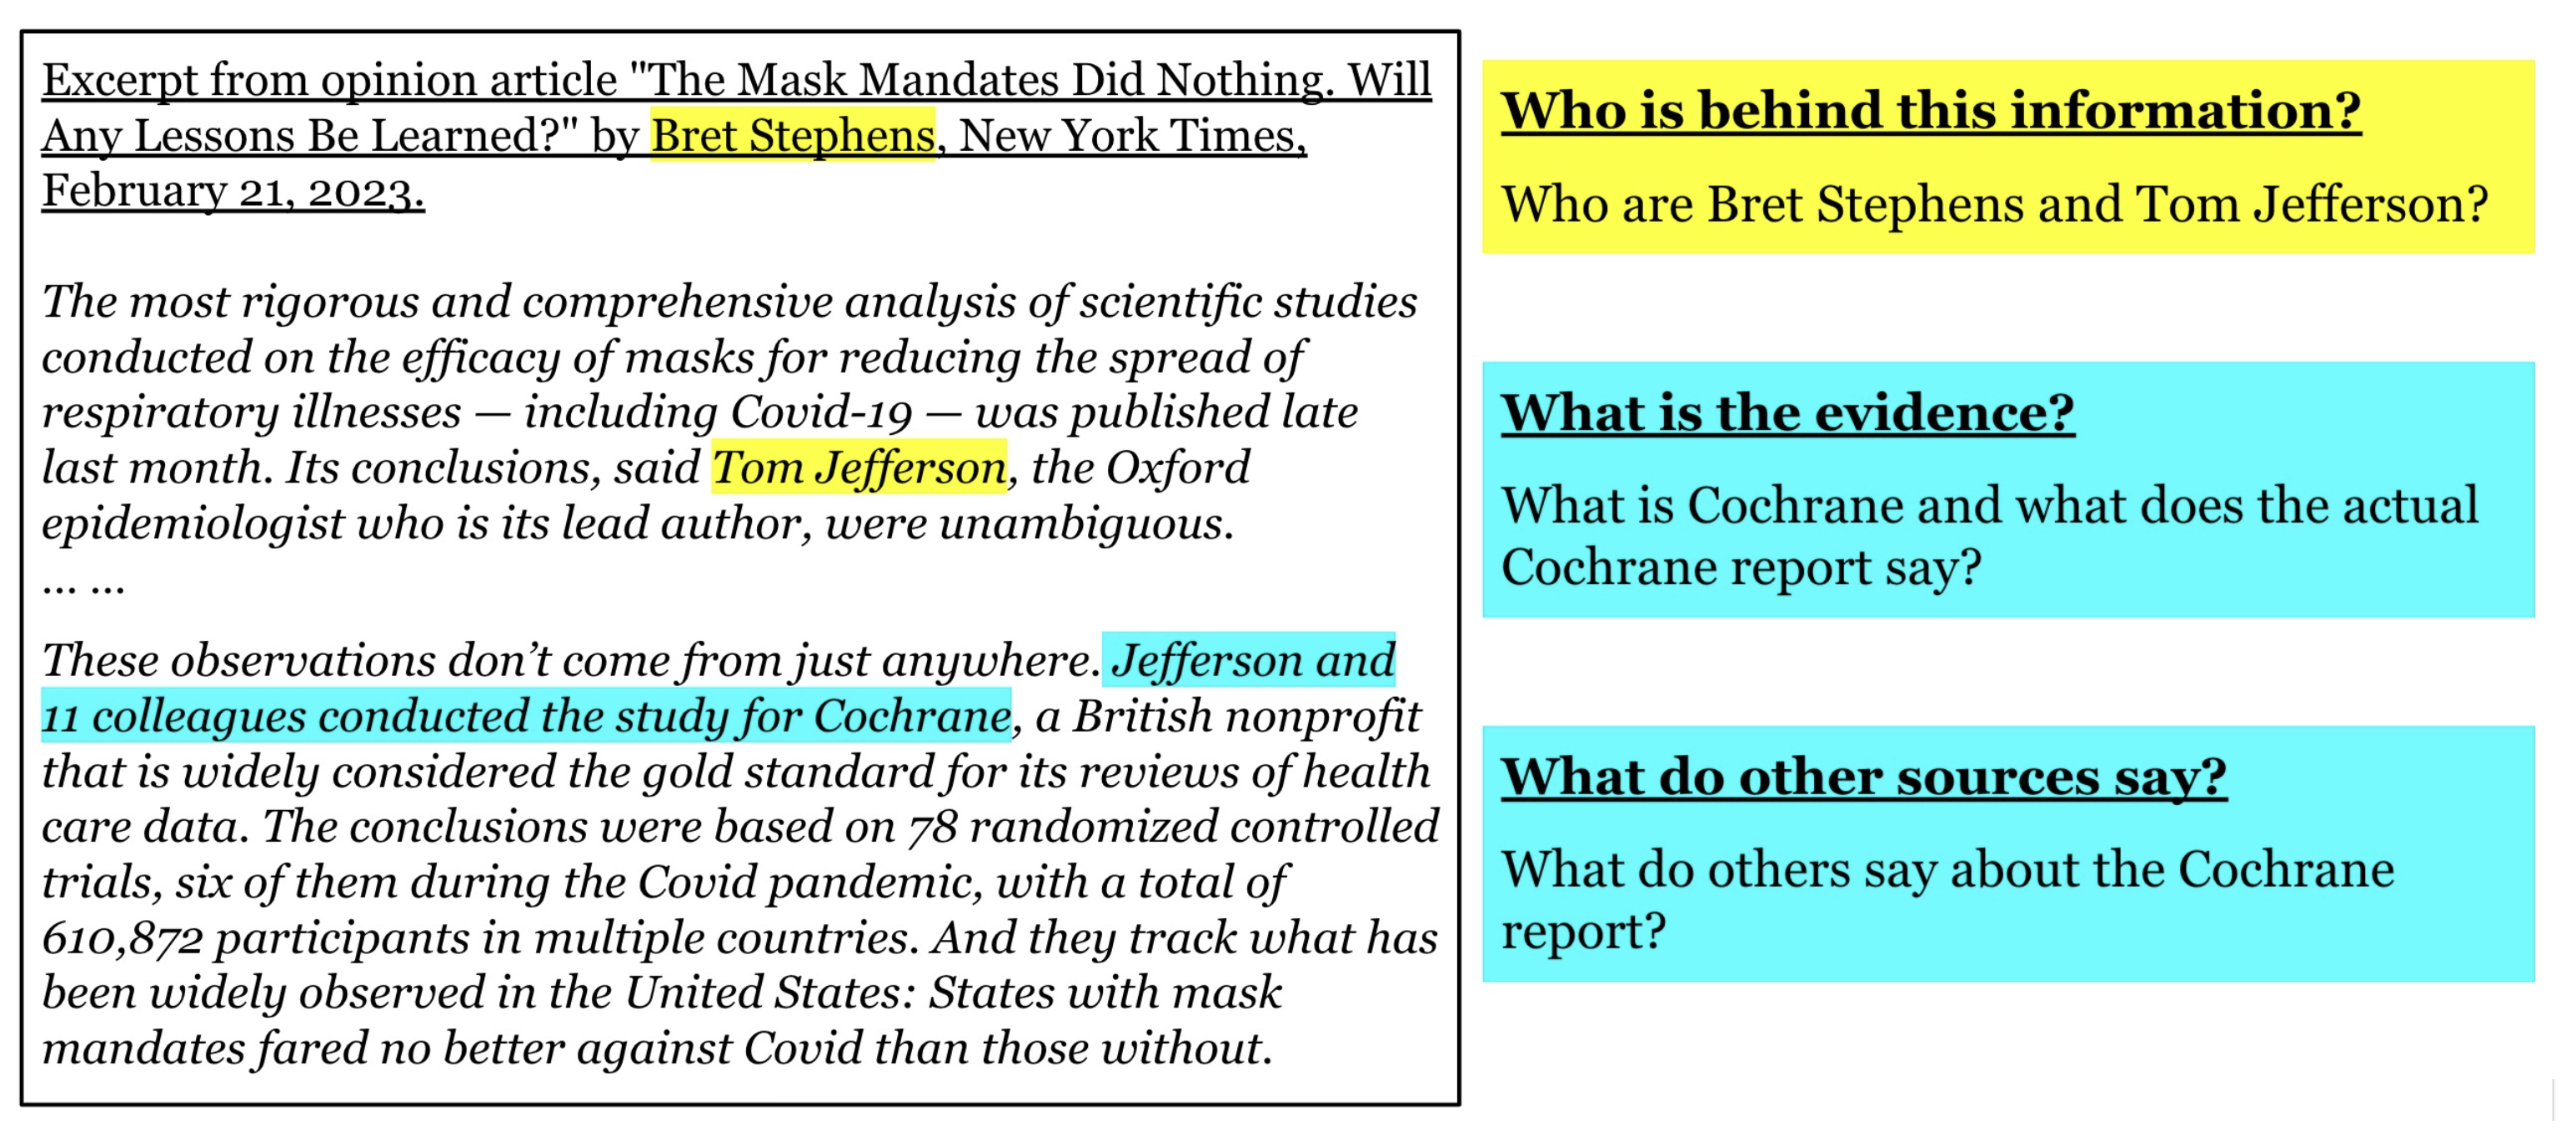 Excerpt from opinion article "The Mask Mandates Did Nothing. Will
Any Lessons Be Learned?" by Bret Stephens, New York Times,
February 21, 2023.
The most rigorous and comprehensive analysis of scientific studies
conducted on the efficacy of masks for reducing the spread of
respiratory illnesses — including Covid-19 — was published late
last month. Its conclusions, said Tom Jefferson, the Oxford
epidemiologist who is its lead author, were unambiguous.
... ...
These observations don’t come from just anywhere. Jefferson and
11 colleagues conducted the study for Cochrane, a British nonprofit
that is widely considered the gold standard for its reviews of health
care data. The conclusions were based on 78 randomized controlled
trials, six of them during the Covid pandemic, with a total of
610,872 participants in multiple countries. And they track what has
been widely observed in the United States: States with mask
mandates fared no better against Covid than those without.
Who is behind this information?
Who are Bret Stephens and Tom Jefferson?
What is the evidence?
What is Cochrane and what does the actual
Cochrane report say?
What do other sources say?
What do others say about the Cochrane
report?